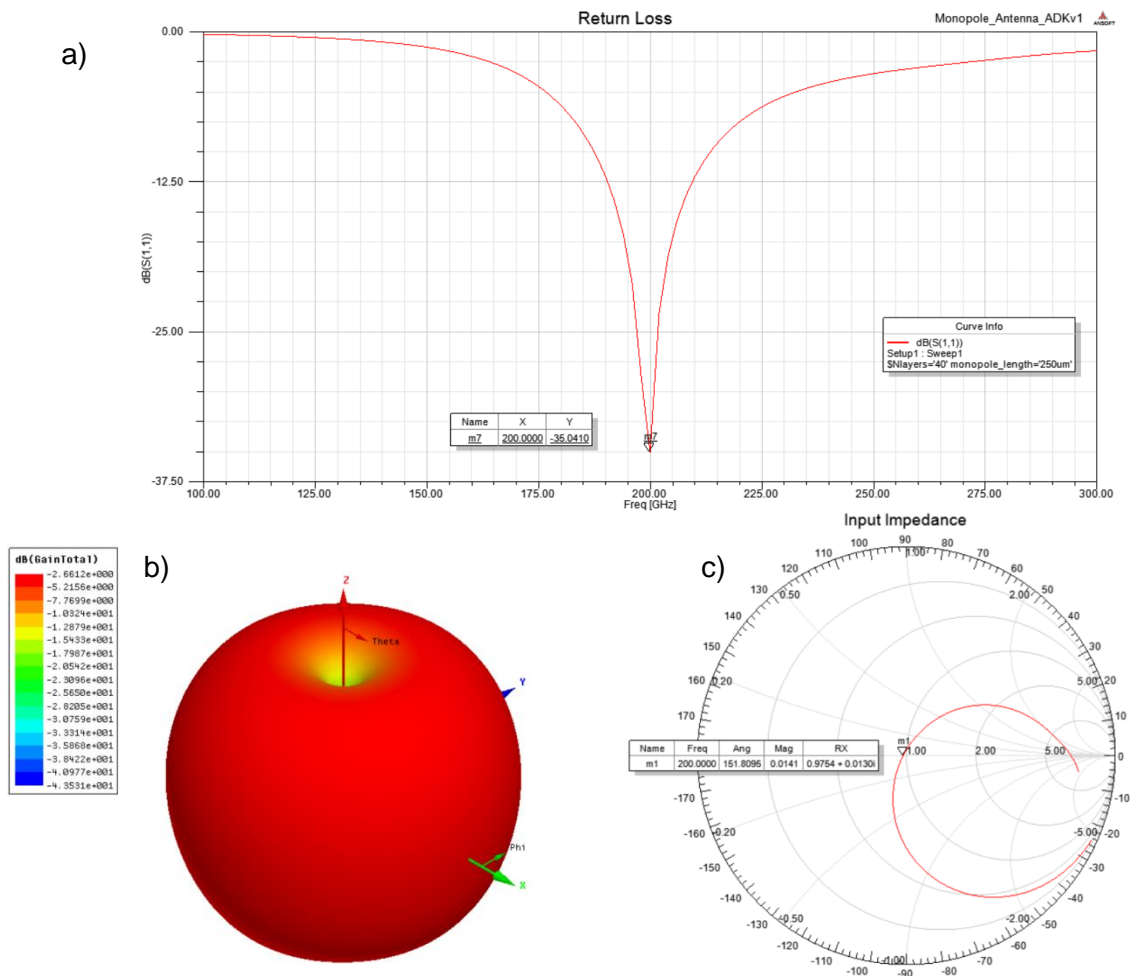 Return Loss
Monopole_Antenna_ADKv1
ANSOFT
a)
0.00
-12.50
-25.00
-37.50
dB(S(1,1))
Curve Info
dB(S(1,1))
Setup1 : Sweep1
$Nlayers='40' monopole_length='250um'
Name X Y
m7 200.0000 -35.0410
m7
100.00 125.00 150.00 175.00 200.00 225.00 250.00 275.00 300.00
Freq [GHz]
b)
dB(GainTotal)
-2.6612e+000
-5.2156e+000
-7.7699e+000
-1.0324e+001
-1.2879e+001
-1.5433e+001
-1.7987e+001
-2.0542e+001
-2.3096e+001
-2.5650e+001
-2.8205e+001
-3.0759e+001
-3.3314e+001
-3.5868e+001
-3.8422e+001
-4.0977e+001
-4.3531e+001
Z
Theta
Y
Phi
X
c)
Input Impedance
90
100 80
110 70
120 60
130 50
140 40
150 30
160 20
170 10
180 0
-170 -10
-160 -20
-150 -30
-140 -40
-130 -50
-120 -60
-110 -70
-100 -80
-90
1.00
0.50 2.00
0.20 5.00
1.00 2.00 5.00
-0.20 -5.00
-0.50 -2.00
-1.00
m1
Name Freq Ang Mag RX
m1 200.0000 151.8095 0.0141 0.9754 + 0.0130i